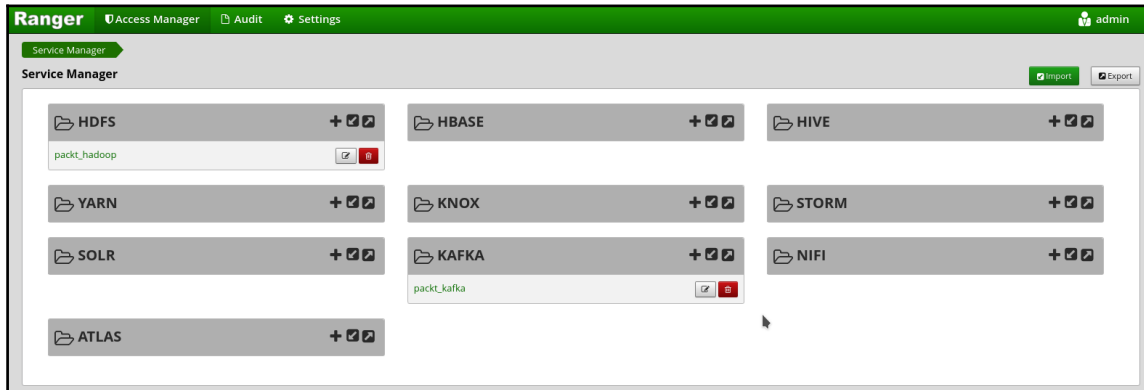 Ranger Access Manager Audit Settings admin
Service Manager
Service Manager Import Export
HDFS HBASE HIVE
packt_hadoop
YARN KNOX STORM
SOLR KAFKA NIFI
packt_kafka
ATLAS